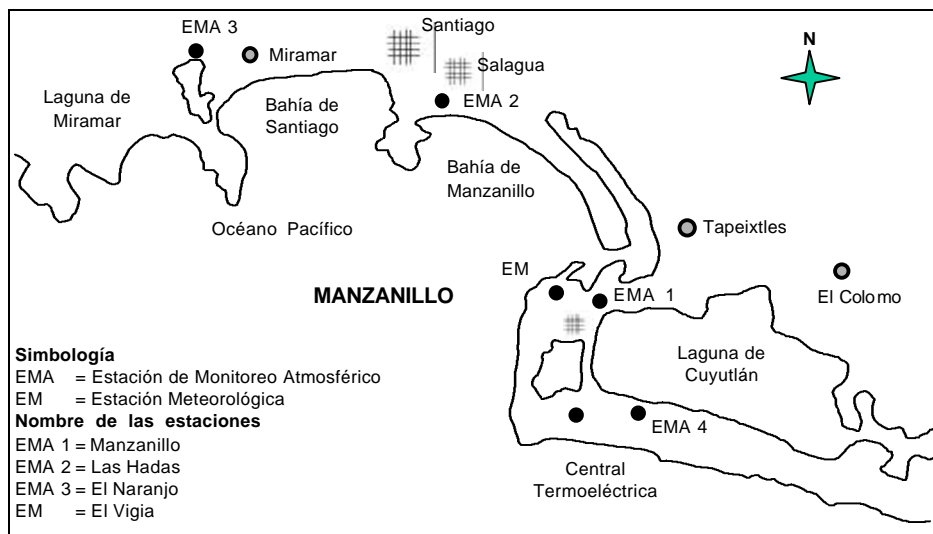 EMA 3
Santiago
Miramar
N
Salagua
Laguna de
Miramar
Bahía de
Santiago
EMA 2
Bahía de
Manzanillo
Océano Pacífico
Tapeixtles
EM
MANZANILLO
EMA 1
El Colomo
Laguna de
Cuyutlán
EMA 4
Central
Termoeléctrica
Simbología
EMA = Estación de Monitoreo Atmosférico
EM = Estación Meteorológica
Nombre de las estaciones
EMA 1 = Manzanillo
EMA 2 = Las Hadas
EMA 3 = El Naranjo
EM = El Vigia